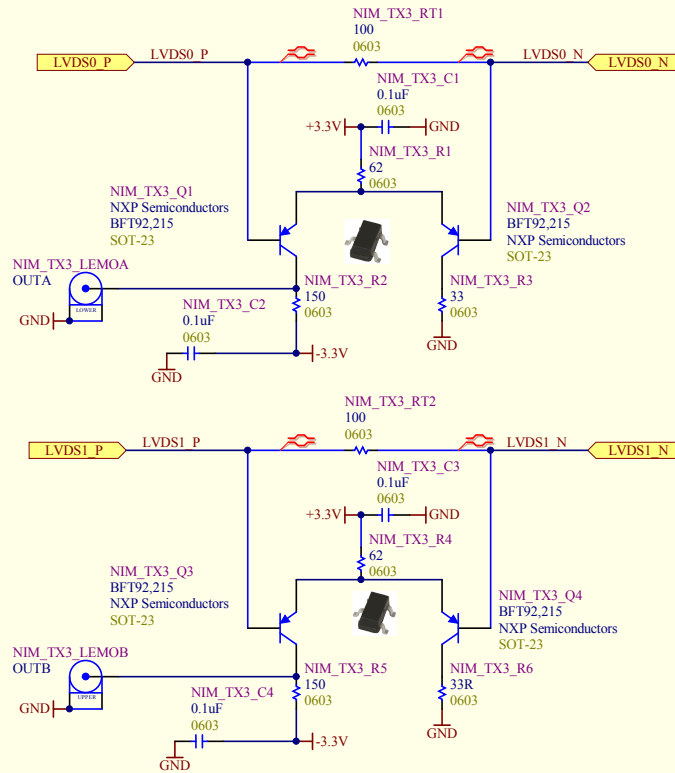 NIM_TX3_RT1
100
0603
LVDS0_P
LVDS0_P
LVDS0_N
LVDS0_N
NIM_TX3_C1
0.1uF
0603
+3.3V
GND
NIM_TX3_R1
62
0603
NIM_TX3_Q1
NXP Semiconductors
BFT92,215
SOT-23
NIM_TX3_Q2
BFT92,215
NXP Semiconductors
SOT-23
NIM_TX3_LEMOA
OUTA
LOWER
GND
NIM_TX3_R2
150
0603
NIM_TX3_R3
33
0603
GND
NIM_TX3_C2
0.1uF
0603
GND
-3.3V
NIM_TX3_RT2
100
0603
LVDS1_P
LVDS1_P
LVDS1_N
LVDS1_N
NIM_TX3_C3
0.1uF
0603
+3.3V
GND
NIM_TX3_R4
62
0603
NIM_TX3_Q3
BFT92,215
NXP Semiconductors
SOT-23
NIM_TX3_Q4
BFT92,215
NXP Semiconductors
SOT-23
NIM_TX3_LEMOB
OUTB
UPPER
GND
NIM_TX3_R5
150
0603
NIM_TX3_R6
33R
0603
GND
NIM_TX3_C4
0.1uF
0603
GND
-3.3V